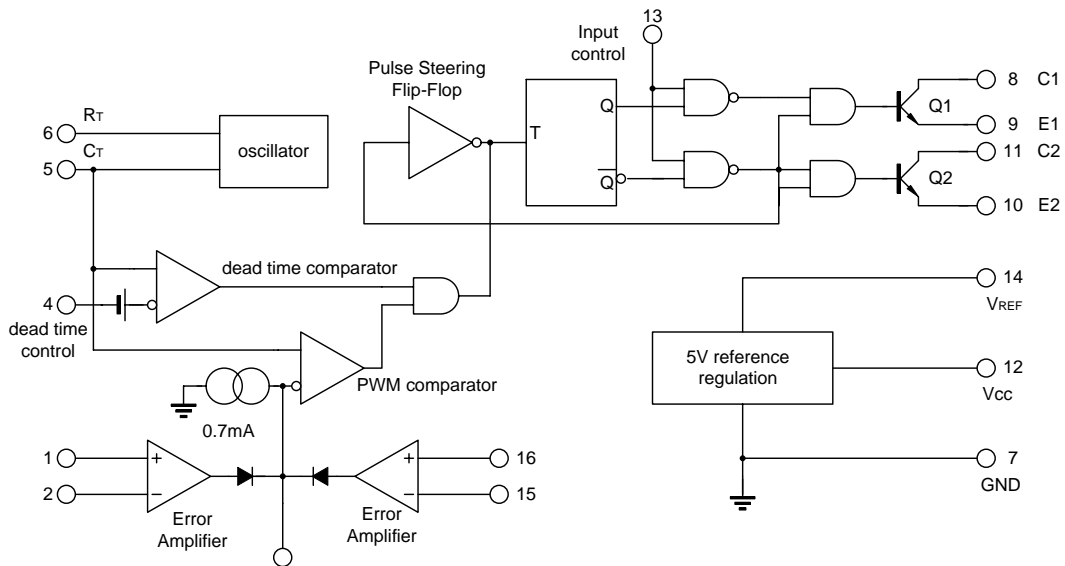 13
Input
control
Pulse Steering
Flip-Flop
8 C1
Q1
9 E1
6 RT
oscillator
5 CT
T
Q
Q
11 C2
Q2
10 E2
dead time comparator
4
dead time
control
14
VREF
5V reference
regulation
12
Vcc
PWM comparator
0.7mA
1
+
2
−
+
16
−
15
7
GND
Error
Amplifier
Error
Amplifier